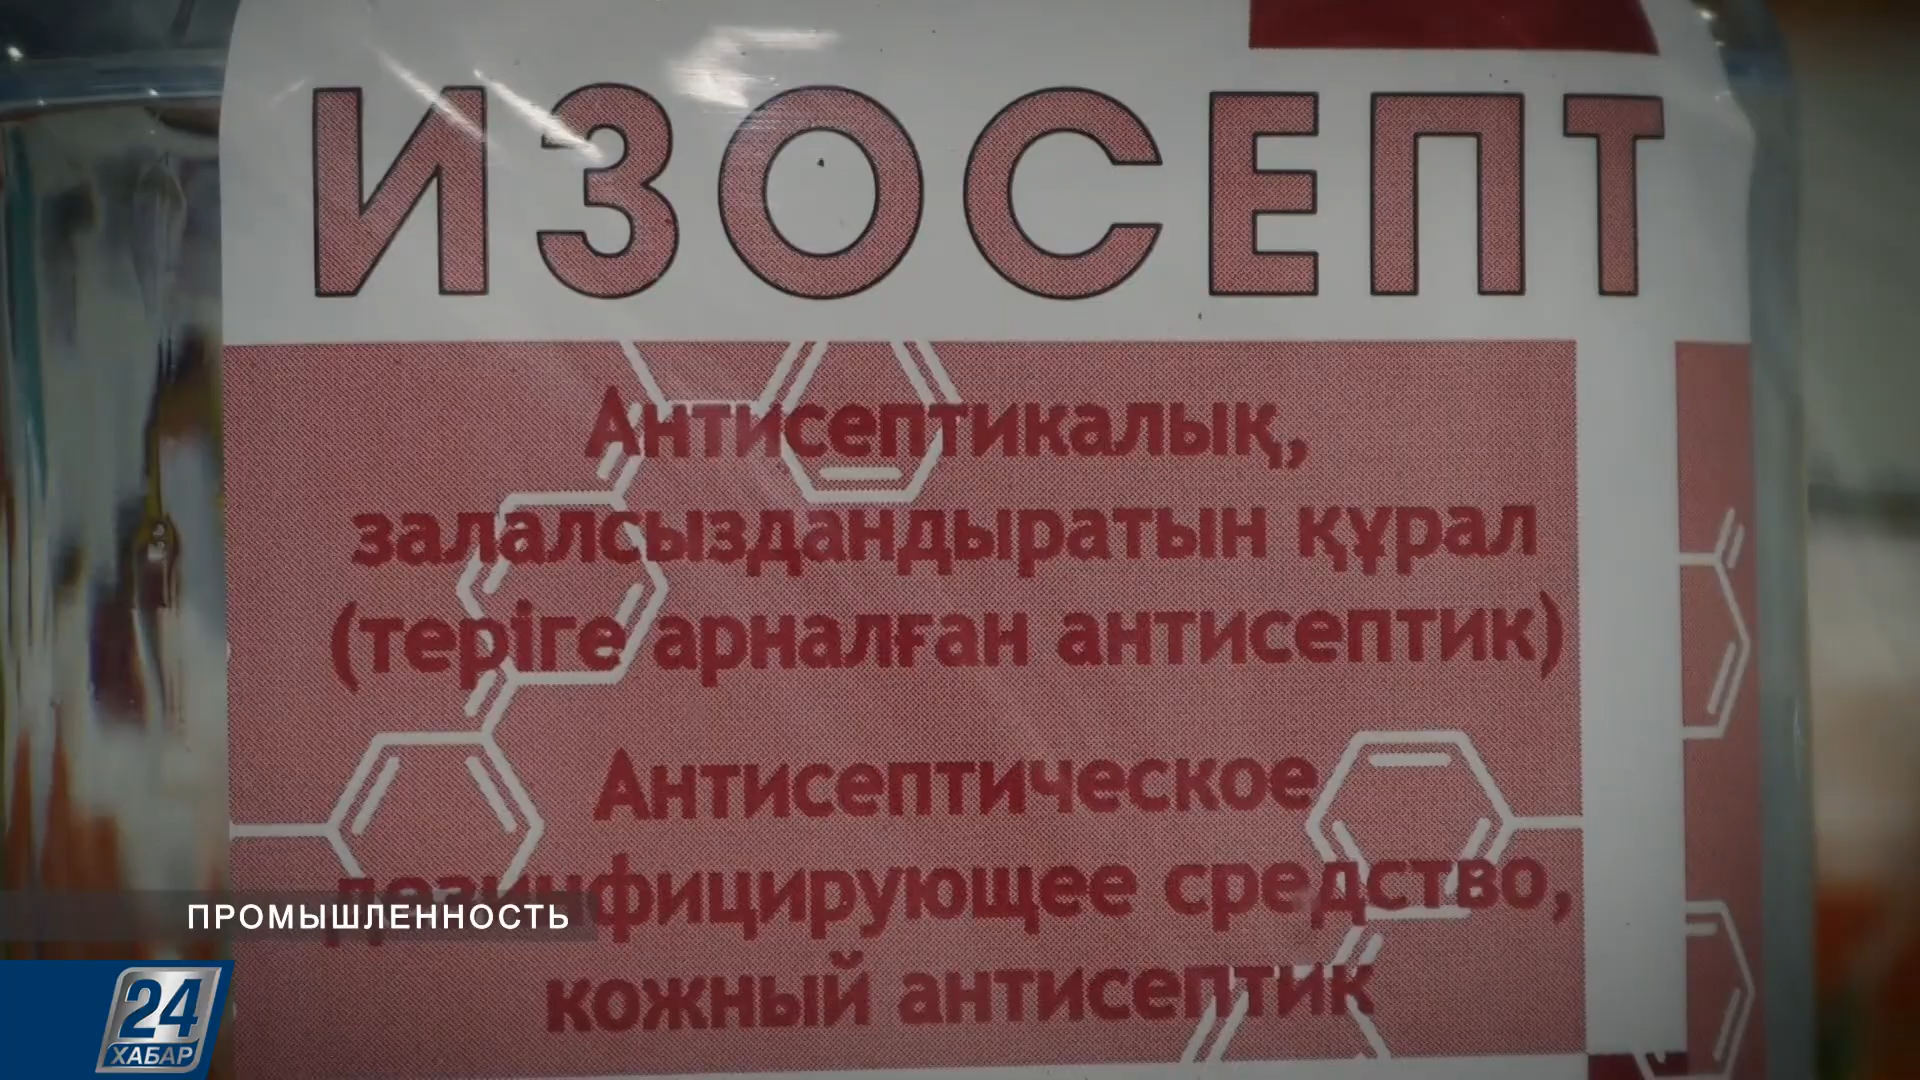 ИЗОСЕПТ
Антисептикалық,
залалсыздандыратын құрал
(теріге арналған антисептик)
Антисептическое
дезинфицирующее средство,
кожный антисептик
ПРОМЫШЛЕННОСТЬ
24
ХАБАР